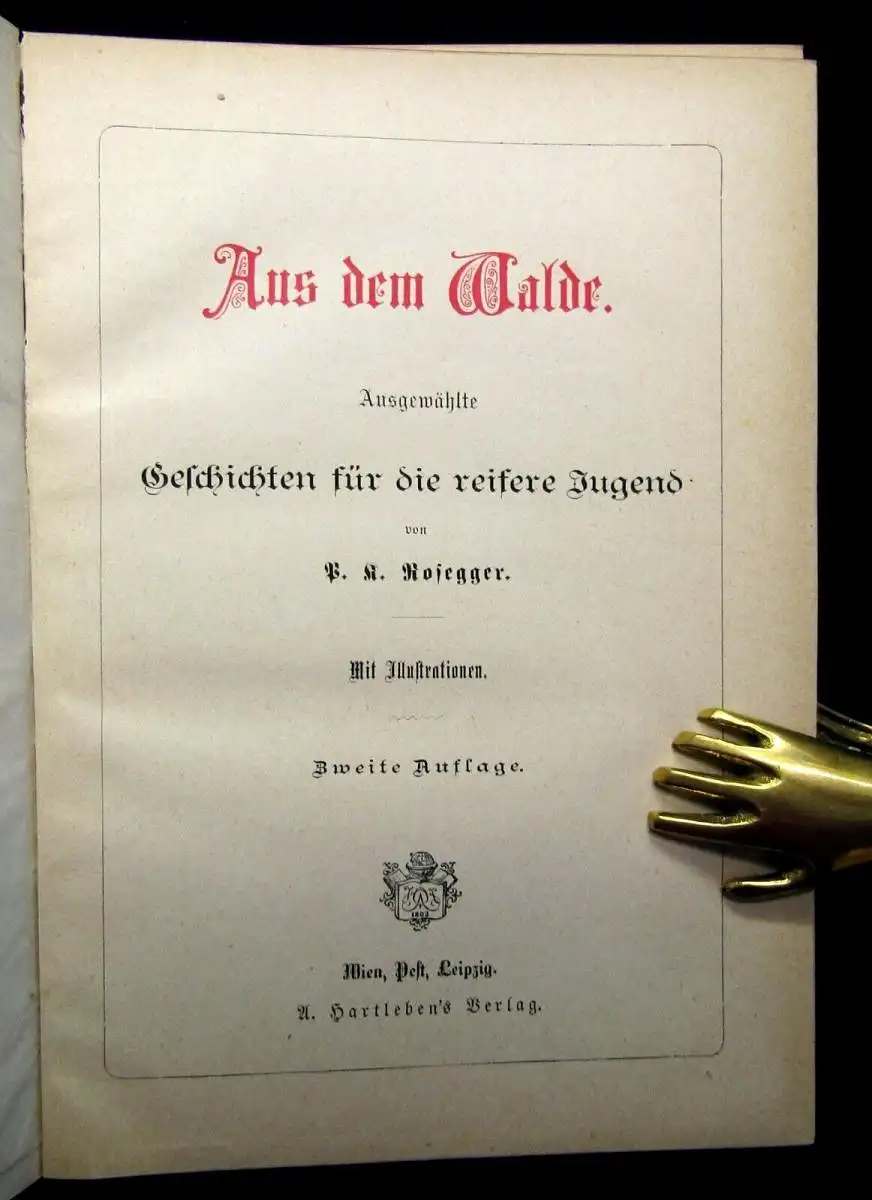 Aus dem Walde.
Ausgewählte
Geschichten für die reifere Jugend
von
P. K. Rosegger.
Mit Illustrationen.
Zweite Auflage.
1803
Wien, Pest, Leipzig.
A. Hartleben's Verlag.